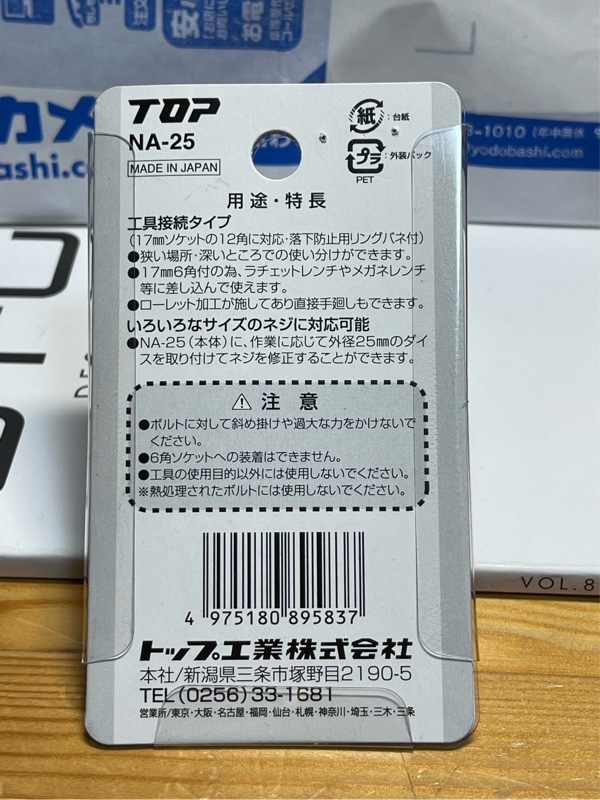 注文
安心
お電
カメ
bashi.com
3-1010 (年中無休
yodobashi.com
TOP
NA-25
MADE IN JAPAN
紙
:台紙
プラ
:外装パック
PET
用途・特長
工具接続タイプ
(17㎜ソケットの12角に対応・落下防止用リングバネ付)
●狭い場所・深いところでの使い分けができます。
●17㎜6角付の為、ラチェットレンチやメガネレンチ
等に差し込んで使えます。
●ローレット加工が施してあり直接手廻しもできます。
いろいろなサイズのネジに対応可能
●NA-25(本体)に、作業に応じて外径25㎜のダイ
スを取り付けてネジを修正することができます。
⚠ 注意
●ボルトに対して斜め掛けや過大な力をかけないで
ください。
●6角ソケットへの装着はできません。
●工具の使用目的以外には使用しないでください。
※熱処理されたボルトには使用しないでください。
4 975180 895837
トップ工業株式会社
本社/新潟県三条市塚野目2190-5
TEL(0256)33-1681
営業所/東京・大阪・名古屋・福岡・仙台・札幌・神奈川・埼玉・三木・三条
VOL.8